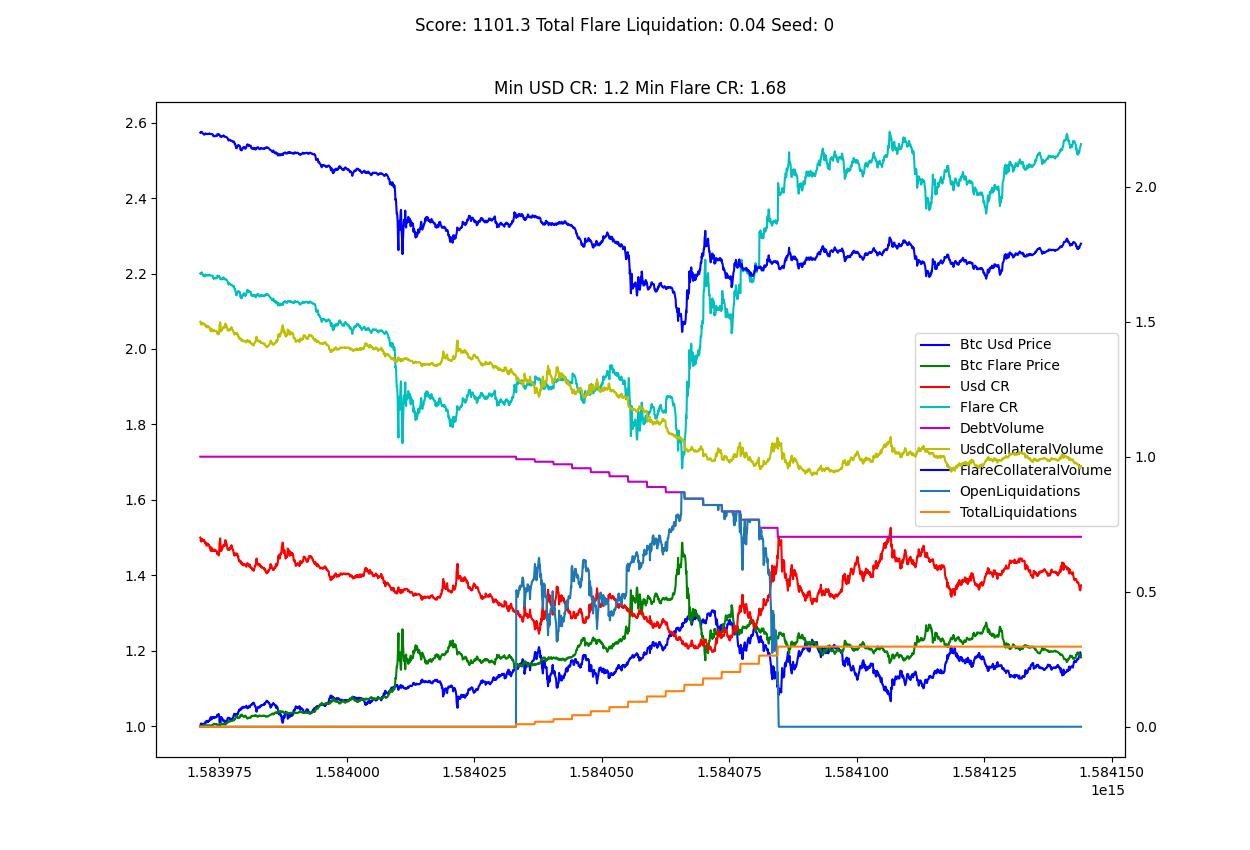 Score: 1101.3 Total Flare Liquidation: 0.04 Seed: 0
Min USD CR: 1.2 Min Flare CR: 1.68
2.6
2.4
2.2
2.0
1.8
1.6
1.4
1.2
1.0
2.0
1.5
1.0
0.5
0.0
Btc Usd Price
Btc Flare Price
Usd CR
Flare CR
DebtVolume
UsdCollateralVolume
FlareCollateralVolume
OpenLiquidations
TotalLiquidations
1.583975 1.584000 1.584025 1.584050 1.584075 1.584100 1.584125 1.584150
1e15